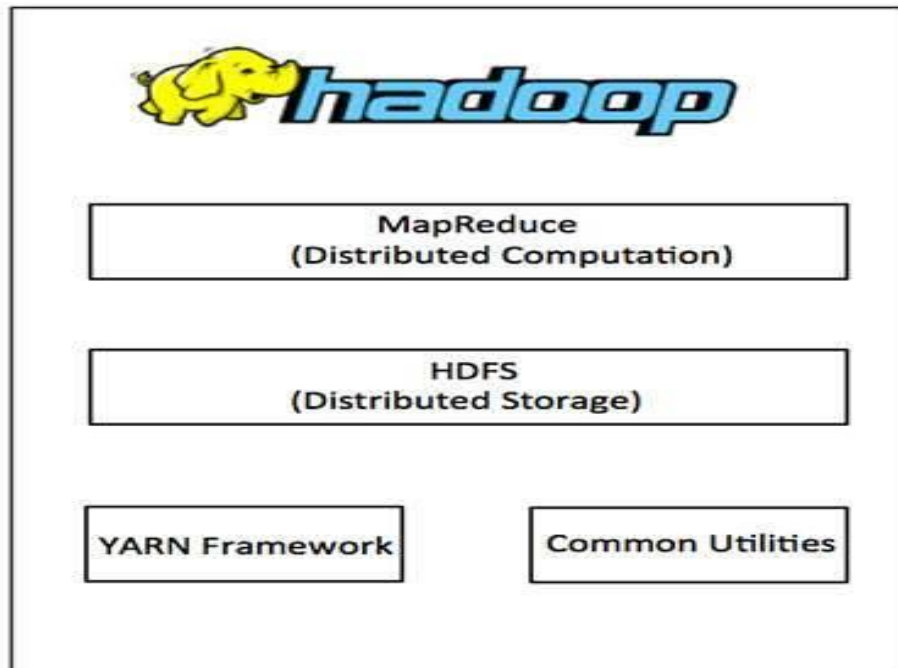 hadoop
MapReduce
(Distributed Computation)
HDFS
(Distributed Storage)
YARN Framework
Common Utilities